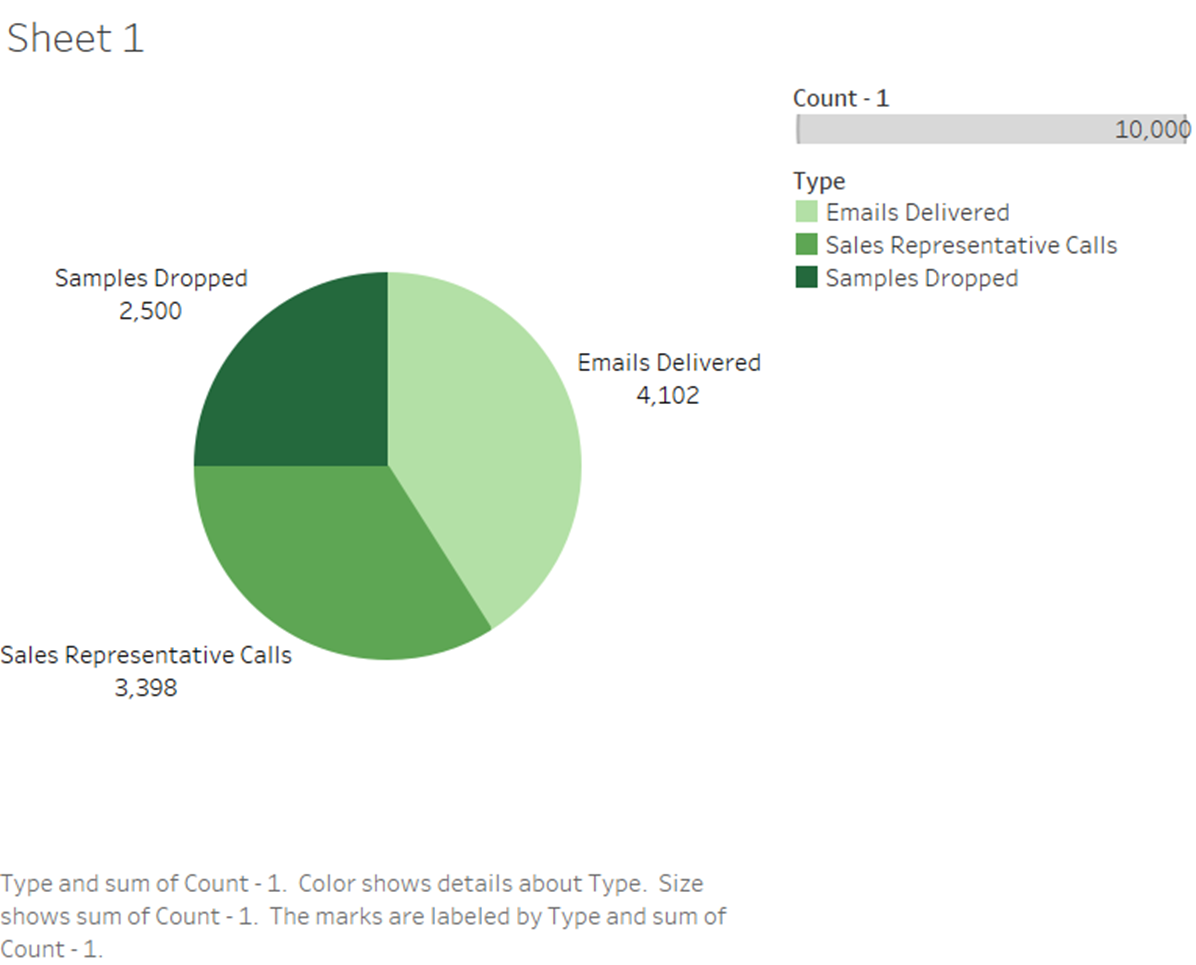 Sheet 1
Count - 1
10,000
Type
Emails Delivered
Sales Representative Calls
Samples Dropped
Samples Dropped
2,500
Emails Delivered
4,102
Sales Representative Calls
3,398
Type and sum of Count - 1.  Color shows details about Type.  Size
shows sum of Count - 1.  The marks are labeled by Type and sum of
Count - 1.